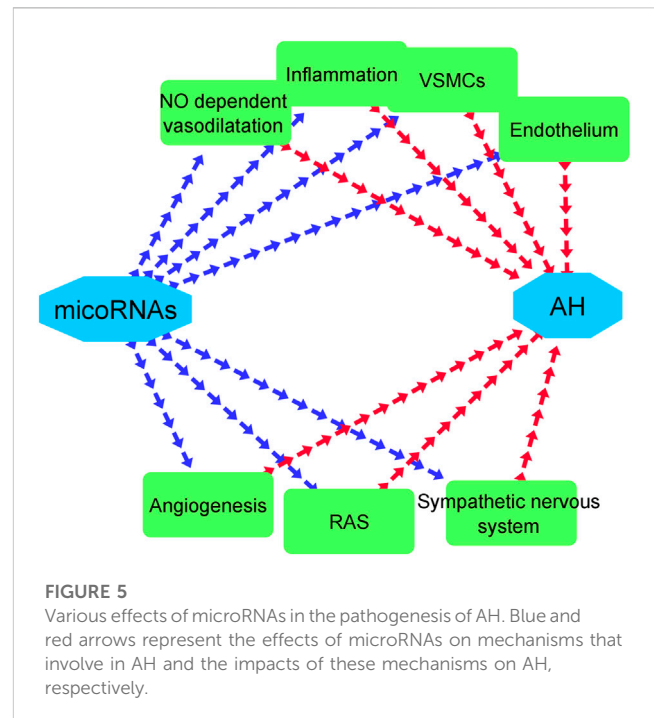 Inflammation
VSMCs
NO dependent
vasodilatation
Endothelium
micoRNAs
AH
Angiogenesis
RAS
Sympathetic nervous
system
FIGURE 5
Various effects of microRNAs in the pathogenesis of AH. Blue and
red arrows represent the effects of microRNAs on mechanisms that
involve in AH and the impacts of these mechanisms on AH,
respectively.